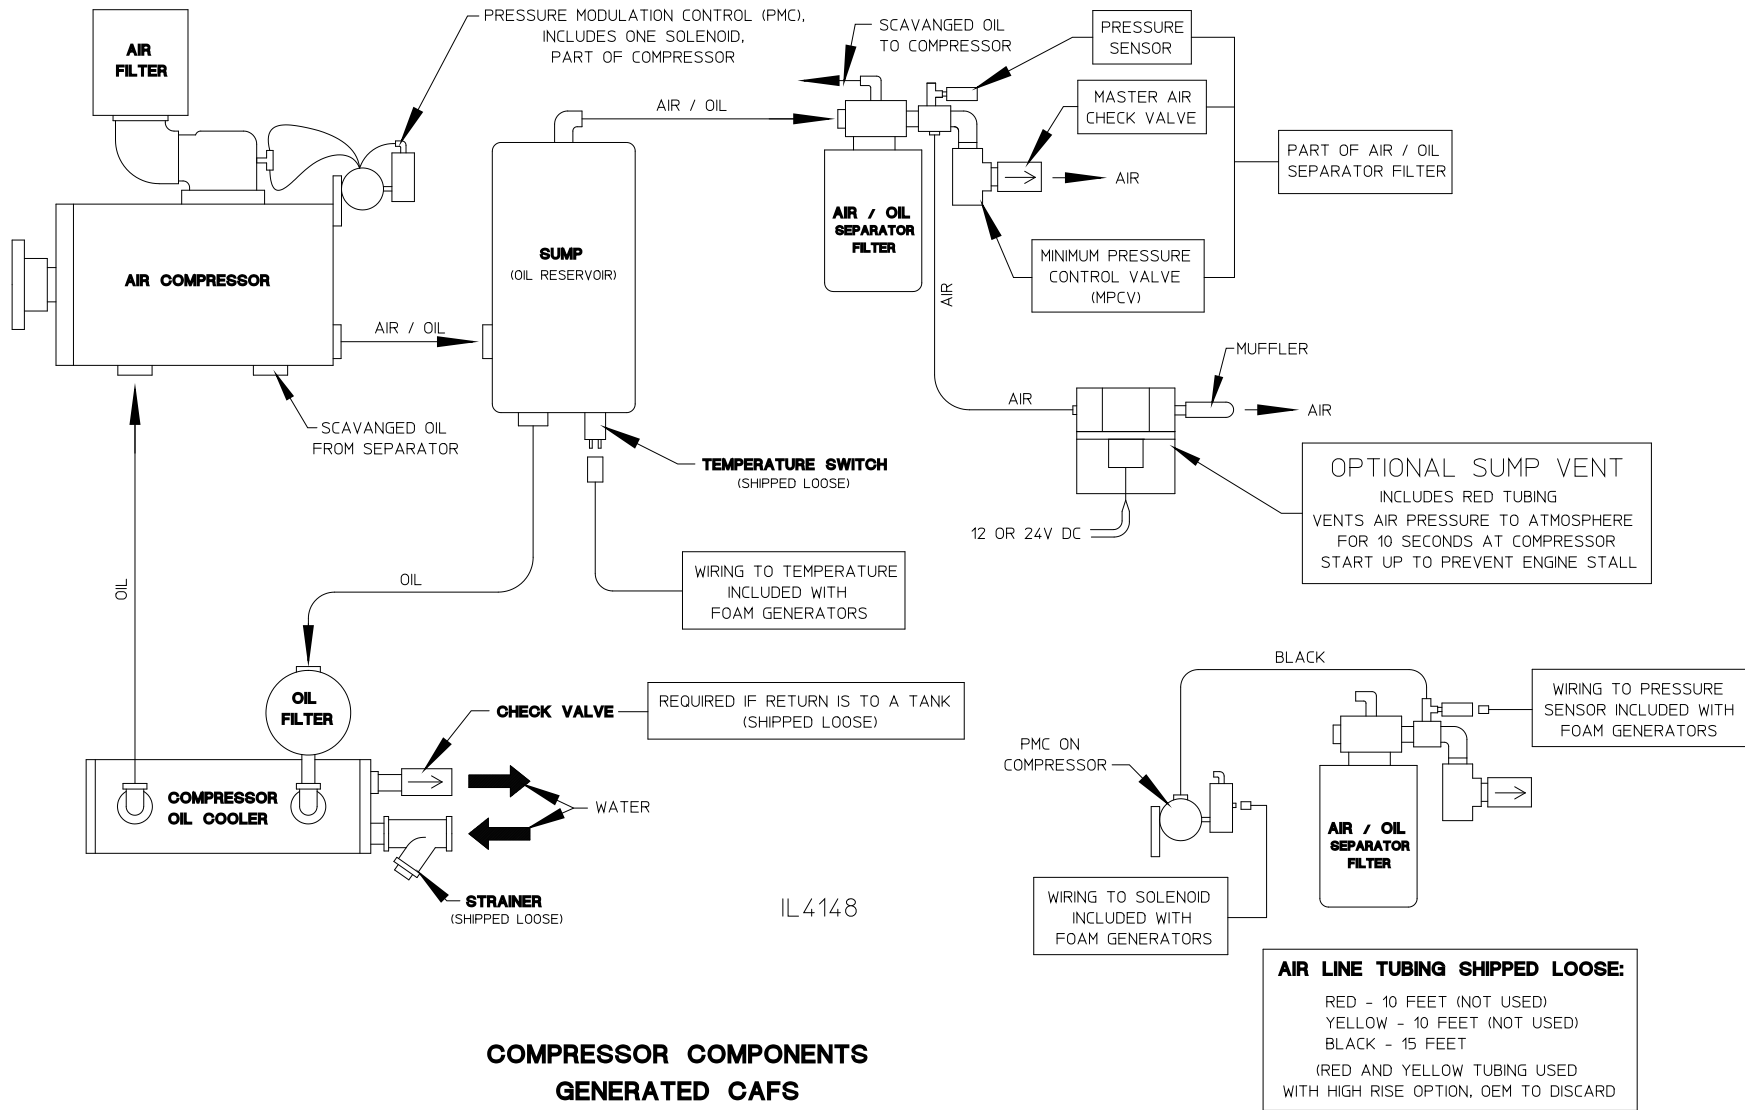 AIR
FILTER
PRESSURE MODULATION CONTROL (PMC),
INCLUDES ONE SOLENOID,
PART OF COMPRESSOR
SCAVANGED OIL
TO COMPRESSOR
PRESSURE
SENSOR
MASTER AIR
CHECK VALVE
AIR / OIL
PART OF AIR / OIL
SEPARATOR FILTER
AIR
AIR / OIL
SEPARATOR
FILTER
MINIMUM PRESSURE
CONTROL VALVE
(MPCV)
SUMP
(OIL RESERVOIR)
AIR COMPRESSOR
AIR / OIL
AIR
MUFFLER
AIR
AIR
SCAVANGED OIL
FROM SEPARATOR
TEMPERATURE SWITCH
(SHIPPED LOOSE)
OPTIONAL SUMP VENT
INCLUDES RED TUBING
VENTS AIR PRESSURE TO ATMOSPHERE
FOR 10 SECONDS AT COMPRESSOR
START UP TO PREVENT ENGINE STALL
12 OR 24V DC
OIL
OIL
WIRING TO TEMPERATURE
INCLUDED WITH
FOAM GENERATORS
OIL
FILTER
CHECK VALVE
REQUIRED IF RETURN IS TO A TANK
(SHIPPED LOOSE)
COMPRESSOR
OIL COOLER
WATER
STRAINER
(SHIPPED LOOSE)
IL4148
BLACK
WIRING TO PRESSURE
SENSOR INCLUDED WITH
FOAM GENERATORS
PMC ON
COMPRESSOR
AIR / OIL
SEPARATOR
FILTER
WIRING TO SOLENOID
INCLUDED WITH
FOAM GENERATORS
AIR LINE TUBING SHIPPED LOOSE:
RED - 10 FEET (NOT USED)
YELLOW - 10 FEET (NOT USED)
BLACK - 15 FEET
(RED AND YELLOW TUBING USED
WITH HIGH RISE OPTION, OEM TO DISCARD
COMPRESSOR COMPONENTS
GENERATED CAFS